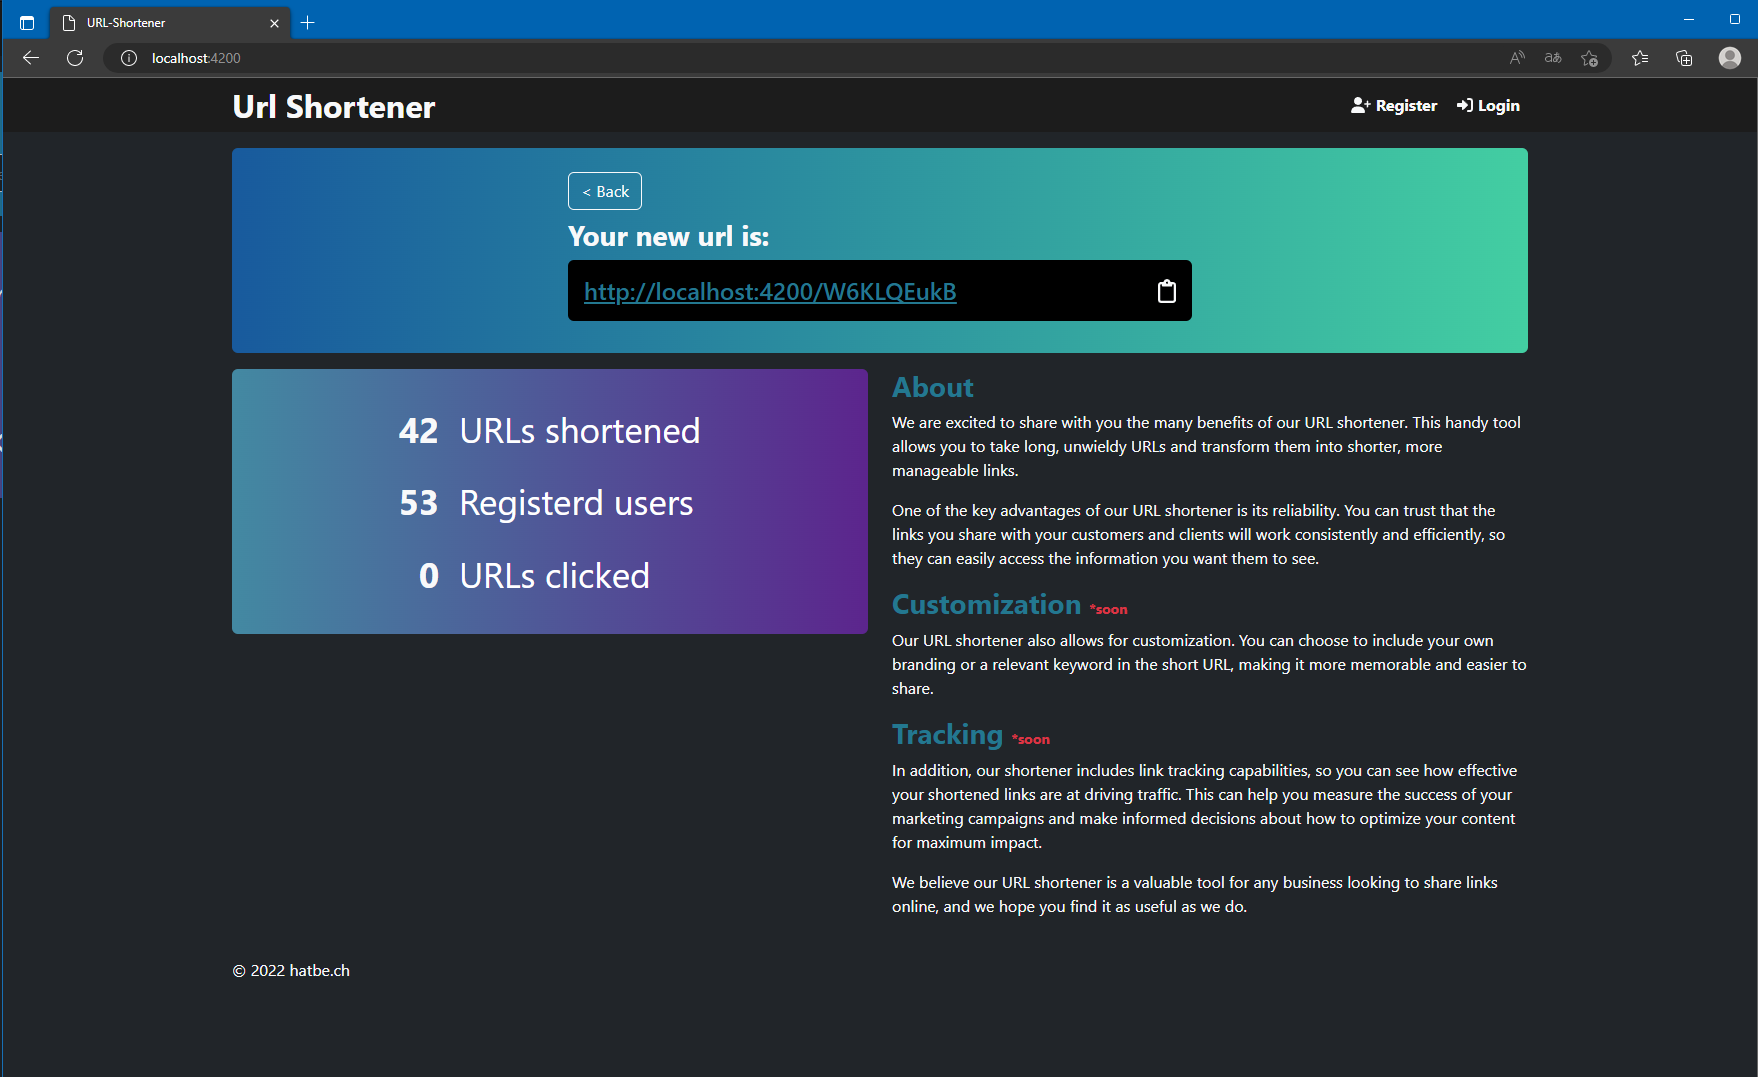 URL-Shortener
localhost:4200
Url Shortener
Register
Login
< Back
Your new url is:
http://localhost:4200/W6KLQEukB
42 URLs shortened
53 Registerd users
0 URLs clicked
About
We are excited to share with you the many benefits of our URL shortener. This handy tool
allows you to take long, unwieldy URLs and transform them into shorter, more
manageable links.
One of the key advantages of our URL shortener is its reliability. You can trust that the
links you share with your customers and clients will work consistently and efficiently, so
they can easily access the information you want them to see.
Customization *soon
Our URL shortener also allows for customization. You can choose to include your own
branding or a relevant keyword in the short URL, making it more memorable and easier to
share.
Tracking *soon
In addition, our shortener includes link tracking capabilities, so you can see how effective
your shortened links are at driving traffic. This can help you measure the success of your
marketing campaigns and make informed decisions about how to optimize your content
for maximum impact.
We believe our URL shortener is a valuable tool for any business looking to share links
online, and we hope you find it as useful as we do.
© 2022 hatbe.ch